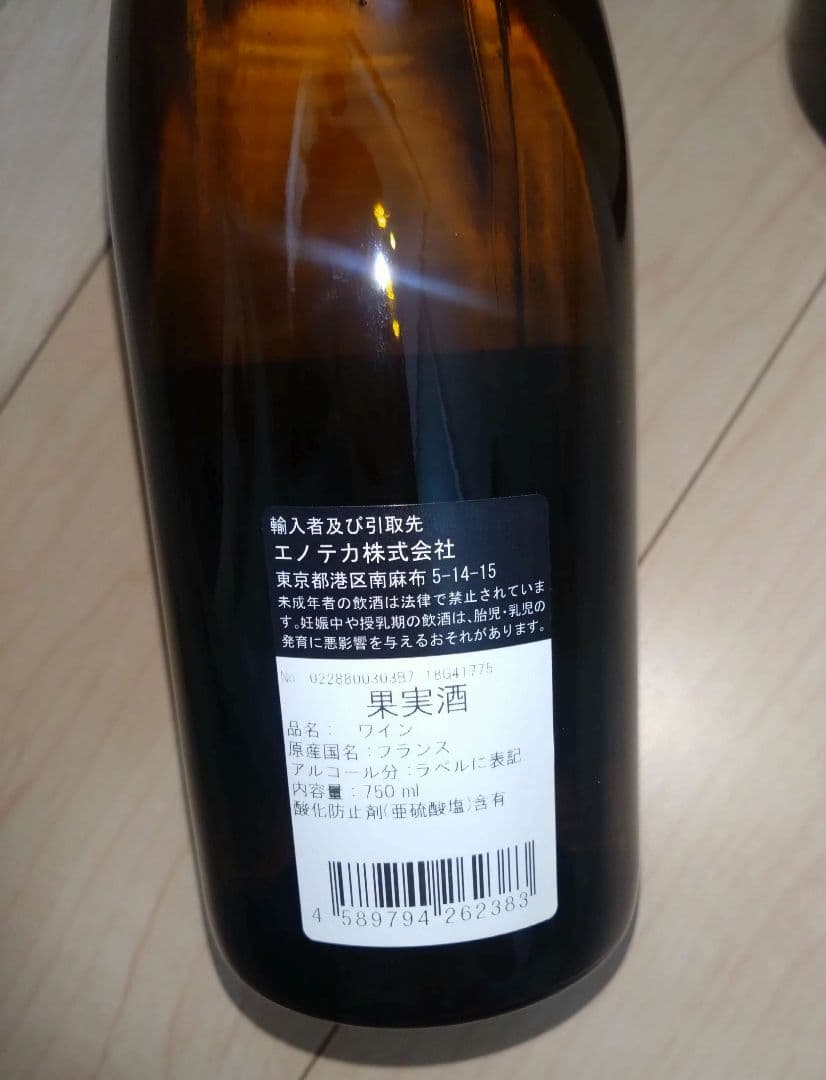 輸入者及び引取先
エノテカ株式会社
東京都港区南麻布 5-14-15
未成年者の飲酒は法律で禁止されていま
す。妊娠中や授乳期の飲酒は、胎児・乳児の
発育に悪影響を与えるおそれがあります。
No. 0228800303B7 18G41775
果実酒
品名： ワイン
原産国名：フランス
アルコール分：ラベルに表記
内容量：750 ml
酸化防止剤(亜硫酸塩)含有
4 589794 262383